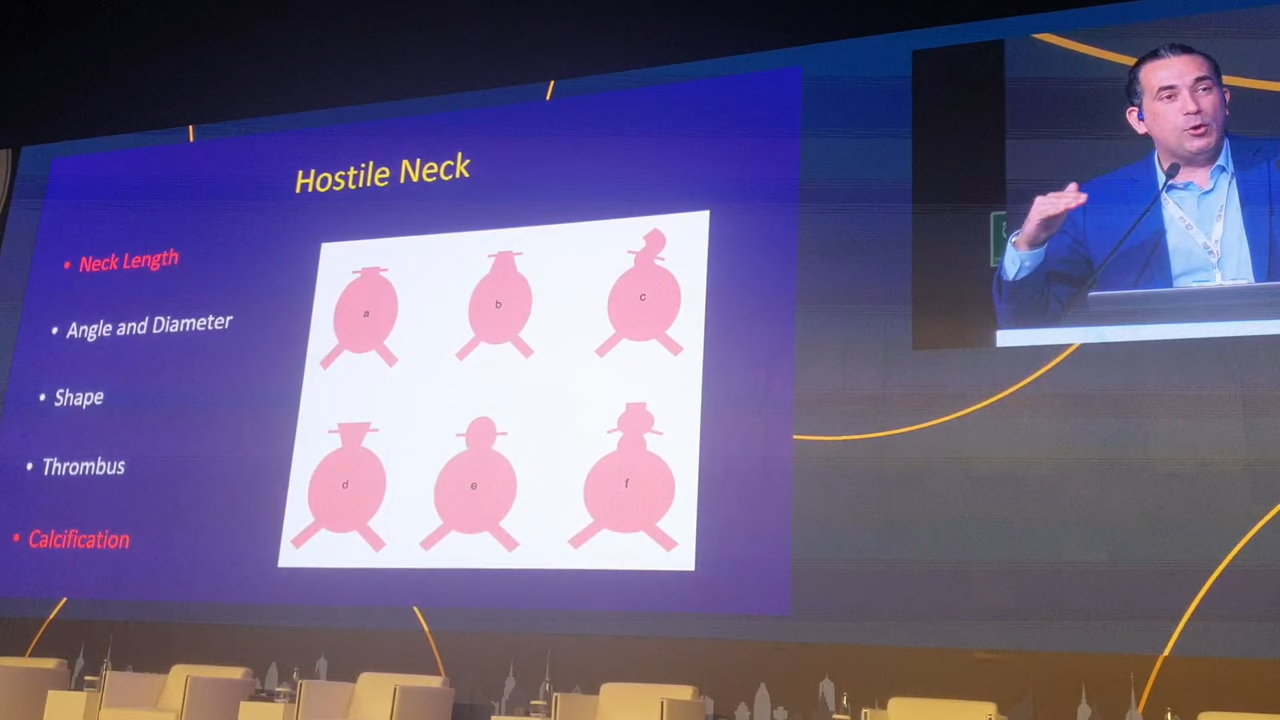 Hostile Neck
• Neck Length
• Angle and Diameter
• Shape
• Thrombus
• Calcification
a
b
c
d
e
f